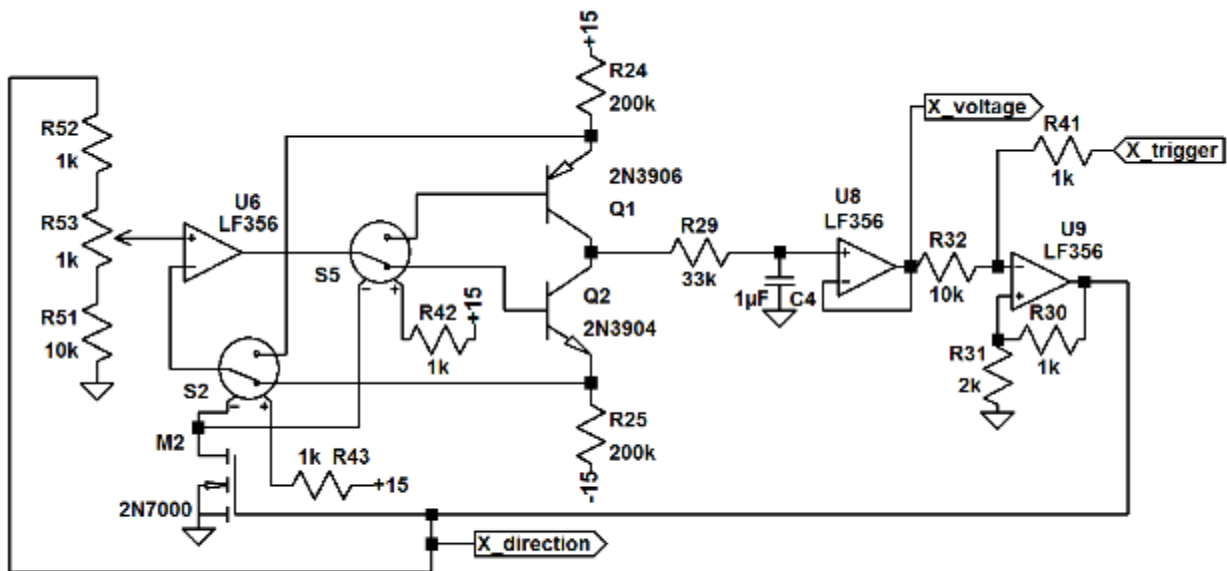 +15
R24
200k
X_voltage
R41
1k
X_trigger
R52
1k
2N3906
Q1
U6
LF356
R53
1k
U8
LF356
U9
LF356
+
-
S5
R29
33k
+
-
R32
10k
-
+
R51
10k
- +
R42
1k
+15
Q2
2N3904
1µF
C4
R30
1k
R31
2k
S2
- +
R25
200k
M2
1k R43
+15
-15
2N7000
X_direction